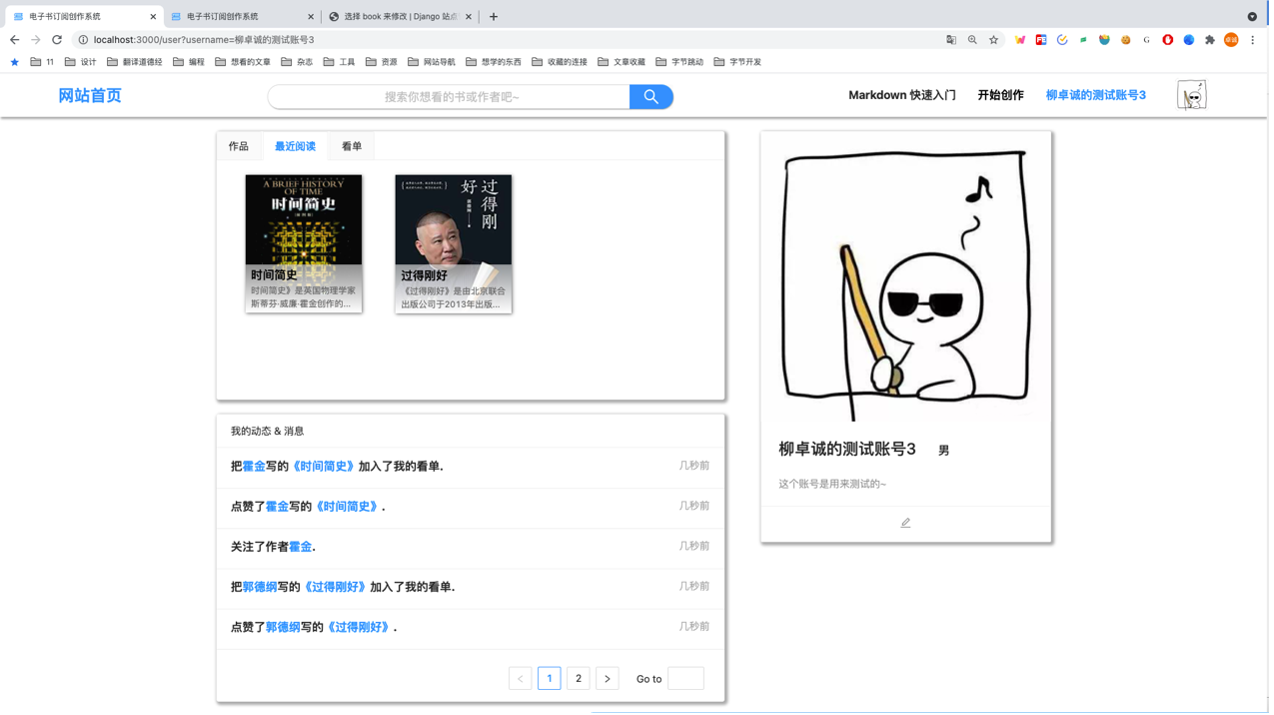 电子书订阅创作系统
电子书订阅创作系统
选择 book 来修改 | Django 站点
localhost:3000/user?username=柳卓诚的测试账号3
11 设计 翻译道德经 编程 想看的文章 杂志 工具 资源 网站导航 想学的东西 收藏的连接 文章收藏 字节跳动 字节开发
网站首页
搜索你想看的书或作者吧~
Markdown 快速入门
开始创作
柳卓诚的测试账号3
作品 最近阅读 看单
A BRIEF HISTORY
OF TIME
时间简史
时间简史
时间简史》是英国物理学家
斯蒂芬·威廉·霍金创作的...
过得刚好
过得刚好
《过得刚好》是由北京联合
出版公司于2013年出版...
我的动态 & 消息
把霍金写的《时间简史》加入了我的看单. 几秒前
点赞了霍金写的《时间简史》. 几秒前
关注了作者霍金. 几秒前
把郭德纲写的《过得刚好》加入了我的看单. 几秒前
点赞了郭德纲写的《过得刚好》. 几秒前
< 1 2 > Go to
柳卓诚的测试账号3 男
这个账号是用来测试的~